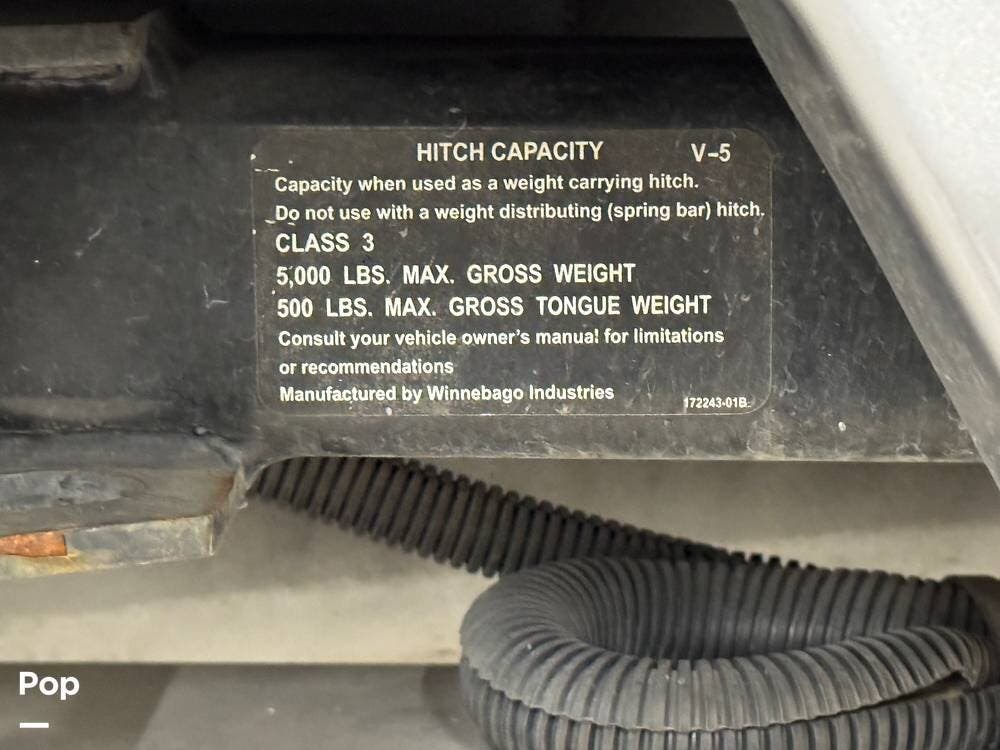 HITCH CAPACITY V-5
Capacity when used as a weight carrying hitch.
Do not use with a weight distributing (spring bar) hitch.
CLASS 3
5,000 LBS. MAX. GROSS WEIGHT
500 LBS. MAX. GROSS TONGUE WEIGHT
Consult your vehicle owner's manual for limitations
or recommendations
Manufactured by Winnebago Industries
172243-01B
Pop